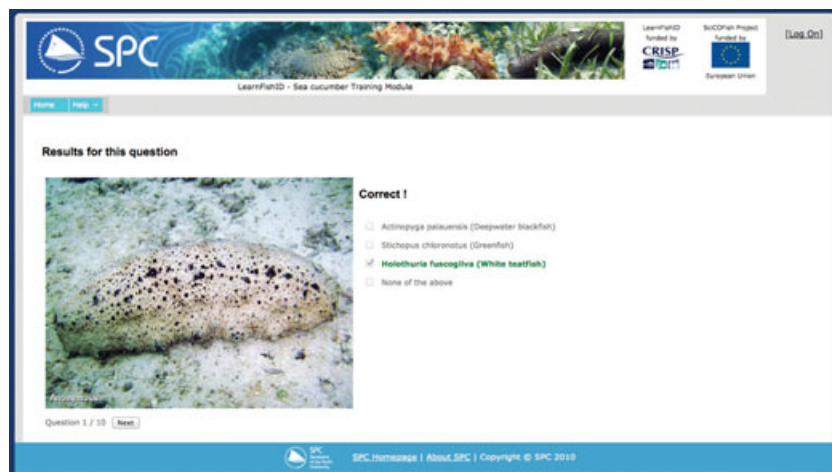 SPC
LearnFishID
funded by
CRISP
SciCOFish Project
funded by
European Union
[Log On]
LearnFishID - Sea cucumber Training Module
Home
Help
Results for this question
Correct !
Actinopyga palauensis (Deepwater blackfish)
Stichopus chloronotus (Greenfish)
Holothuria fuscogilva (White teatfish)
None of the above
Question 1 / 10
Next
SPC
SPC Homepage | About SPC | Copyright © SPC 2010